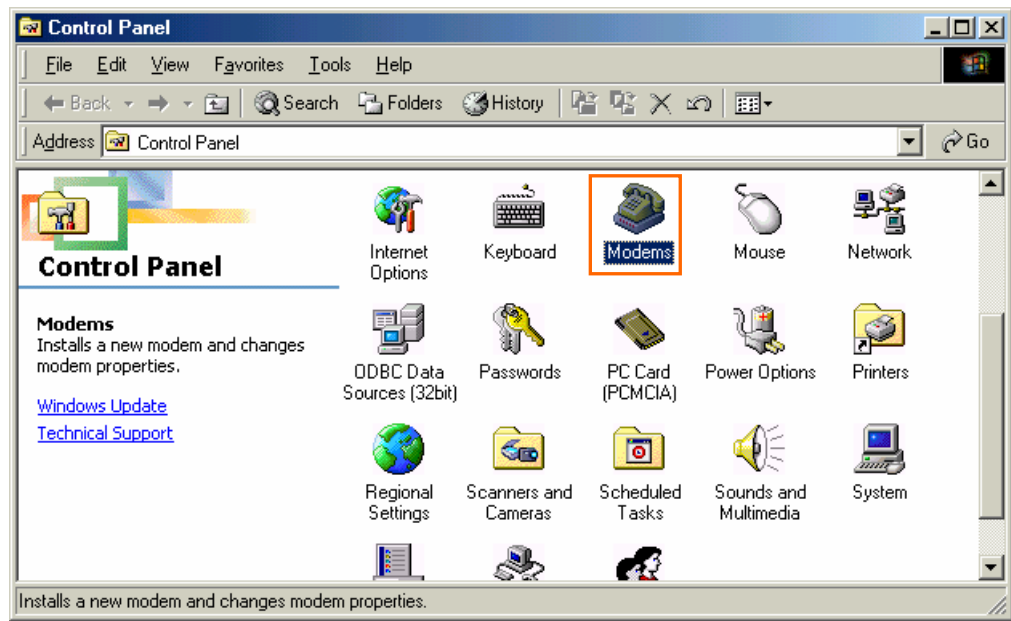 Control Panel
File Edit View Favorites Tools Help
Back Search Folders History
Address Control Panel Go
Control Panel
Modems
Installs a new modem and changes
modem properties.
Windows Update
Technical Support
Internet
Options
Keyboard
Modems
Mouse
Network
ODBC Data
Sources (32bit)
Passwords
PC Card
(PCMCIA)
Power Options
Printers
Regional
Settings
Scanners and
Cameras
Scheduled
Tasks
Sounds and
Multimedia
System
Installs a new modem and changes modem properties.